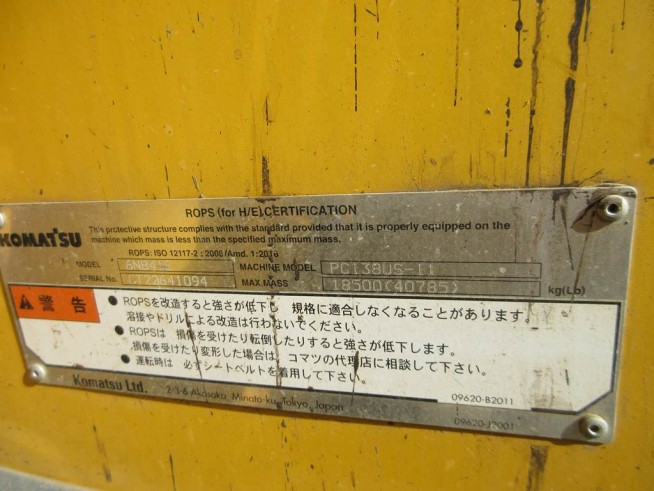 ROPS (for H/E) CERTIFICATION
KOMATSU
This protective structure complies with the standard provided that it is properly equipped on the
machine which mass is less than the specified maximum mass.
ROPS: ISO 12117-2 : 2008/Amd. 1:2016
MODEL MACHINE MODEL PC138US-11
SERIAL No. MAX.MASS 18500(40785) kg(Lb)
警告
● ROPSを改造すると強さが低下し 規格に適合しなくなることがあります。
溶接やドリルによる改造は行わないでください。
● ROPSは 損傷を受けたり転倒したりすると強さが低下します。
損傷を受けたり変形した場合は、コマツの代理店に相談して下さい。
● 運転時は 必ずシートベルトを着用して下さい。
09620-B2011
Komatsu Ltd. 2-3-6 Akasaka, Minato-ku, Tokyo, Japan
09620-J2001